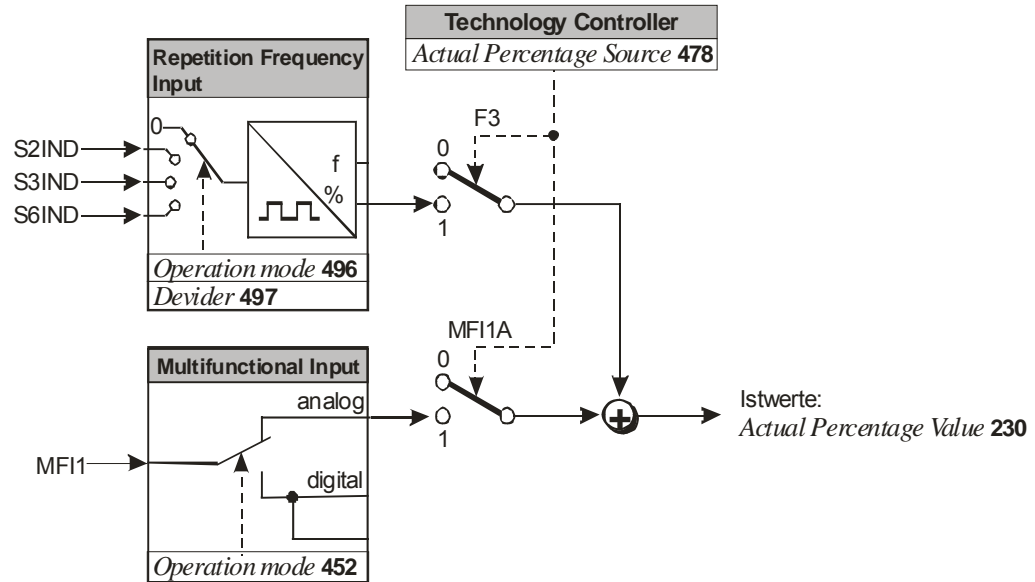 Technology Controller
Actual Percentage Source 478
Repetition Frequency
Input
0
S2IND
S3IND
S6IND
f
%
Operation mode 496
Devider 497
F3
0
1
MFI1A
0
1
Multifunctional Input
analog
MFI1
digital
Operation mode 452
+
Istwerte:
Actual Percentage Value 230